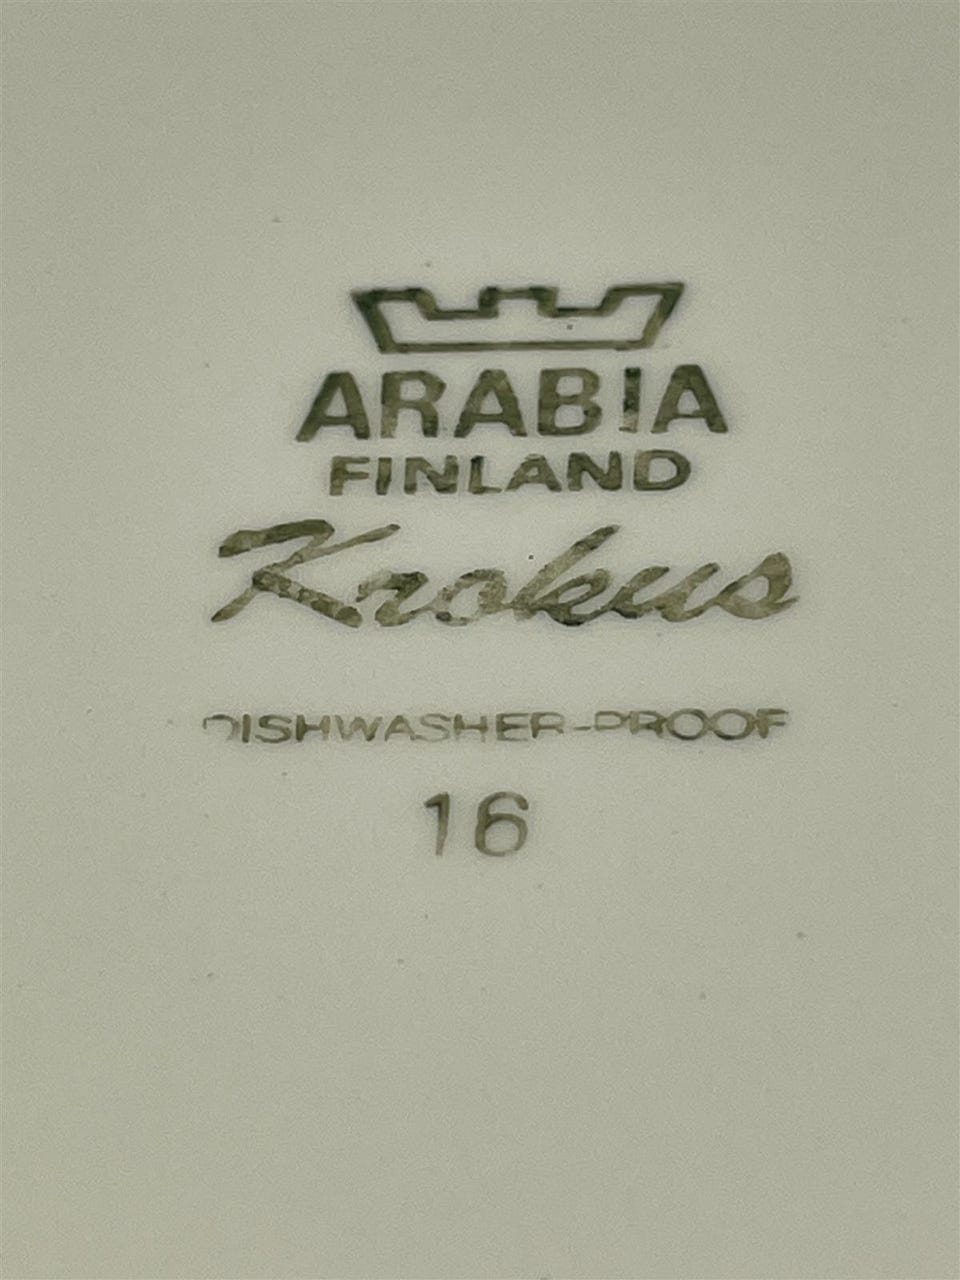 ARABIA
FINLAND
Krokus
DISHWASHER-PROOF
16